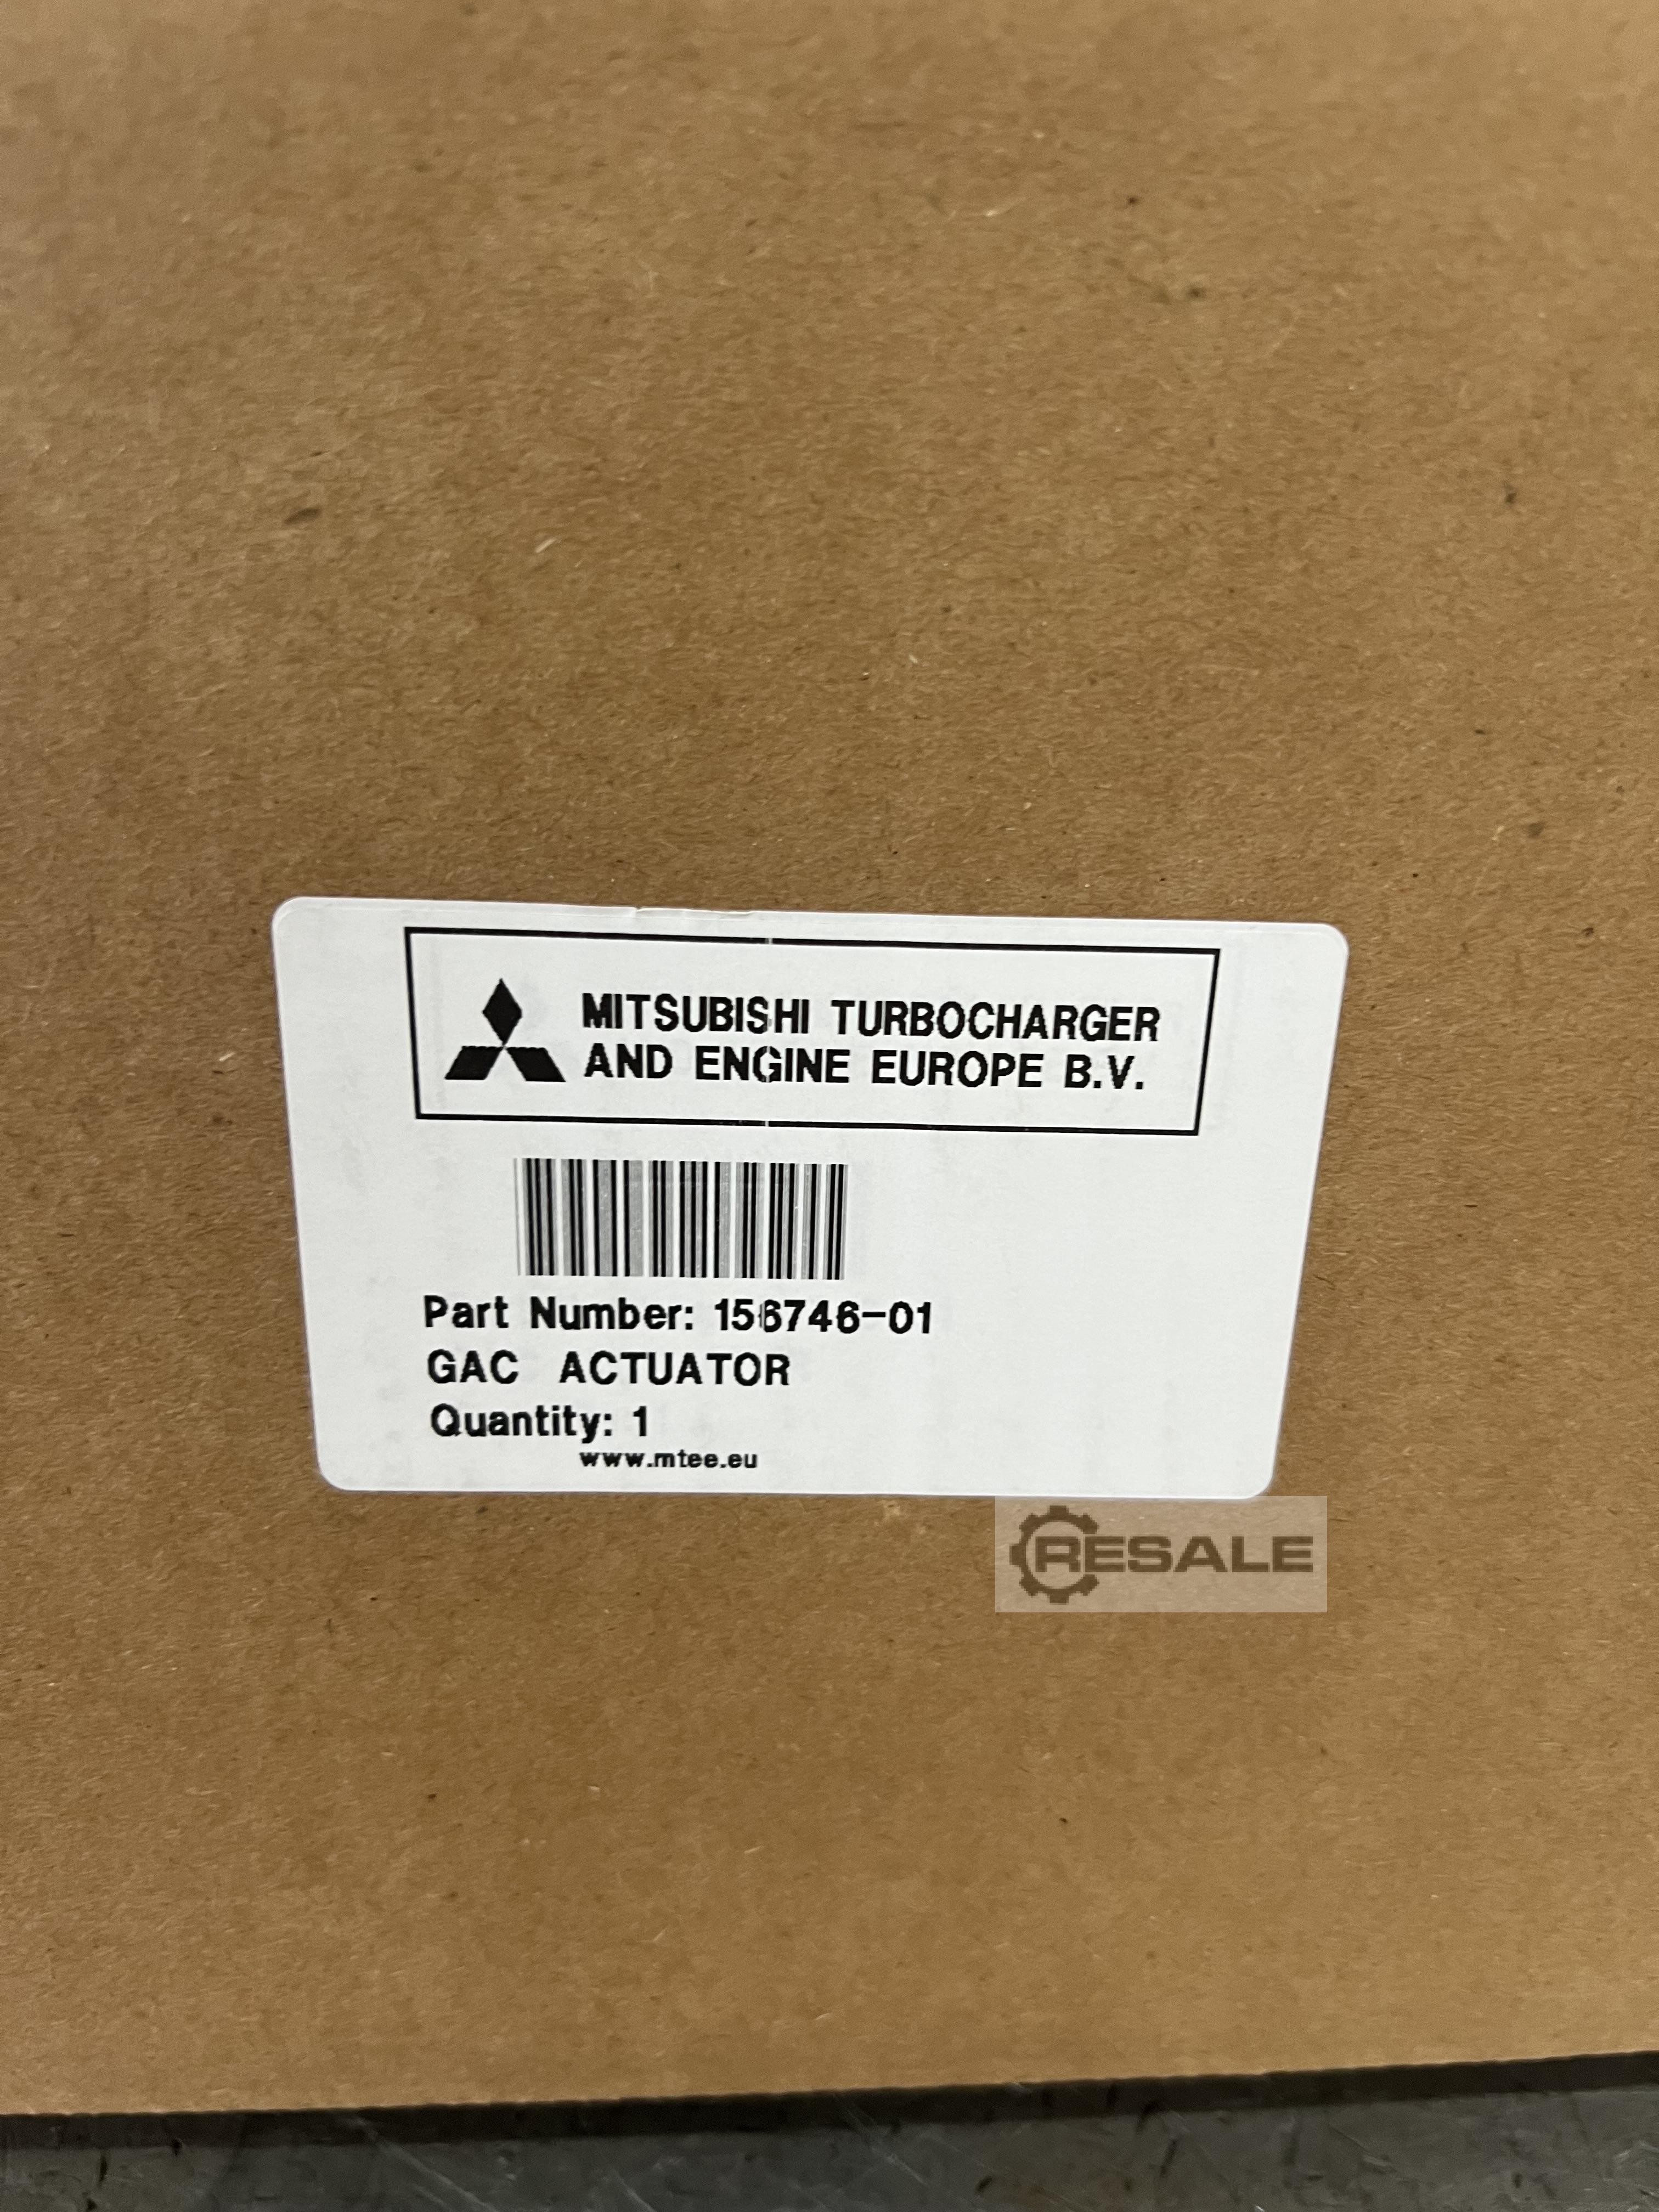 MITSUBISHI TURBOCHARGER
AND ENGINE EUROPE B.V.
Part Number: 156746-01
GAC ACTUATOR
Quantity: 1
www.mtee.eu
RESALE